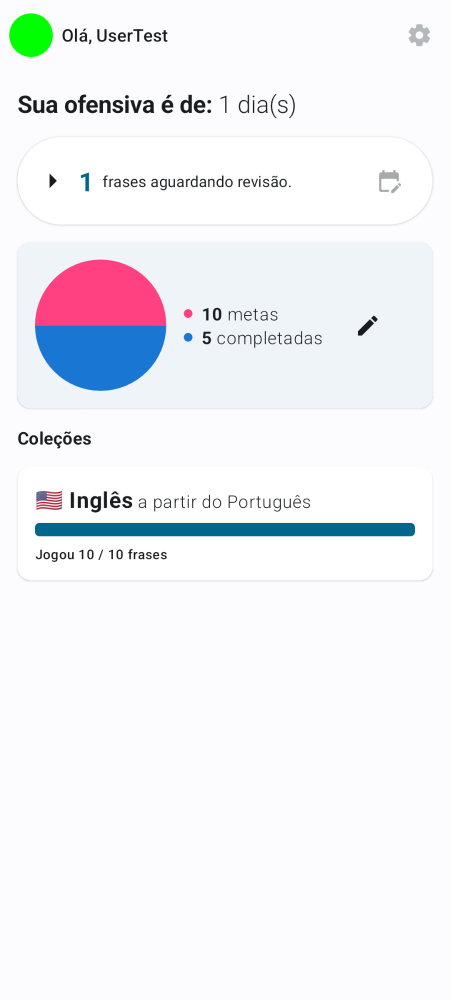 Olá, UserTest
Sua ofensiva é de: 1 dia(s)
1 frases aguardando revisão.
10 metas
5 completadas
Coleções
🇺🇸 Inglês a partir do Português
Jogou 10 / 10 frases